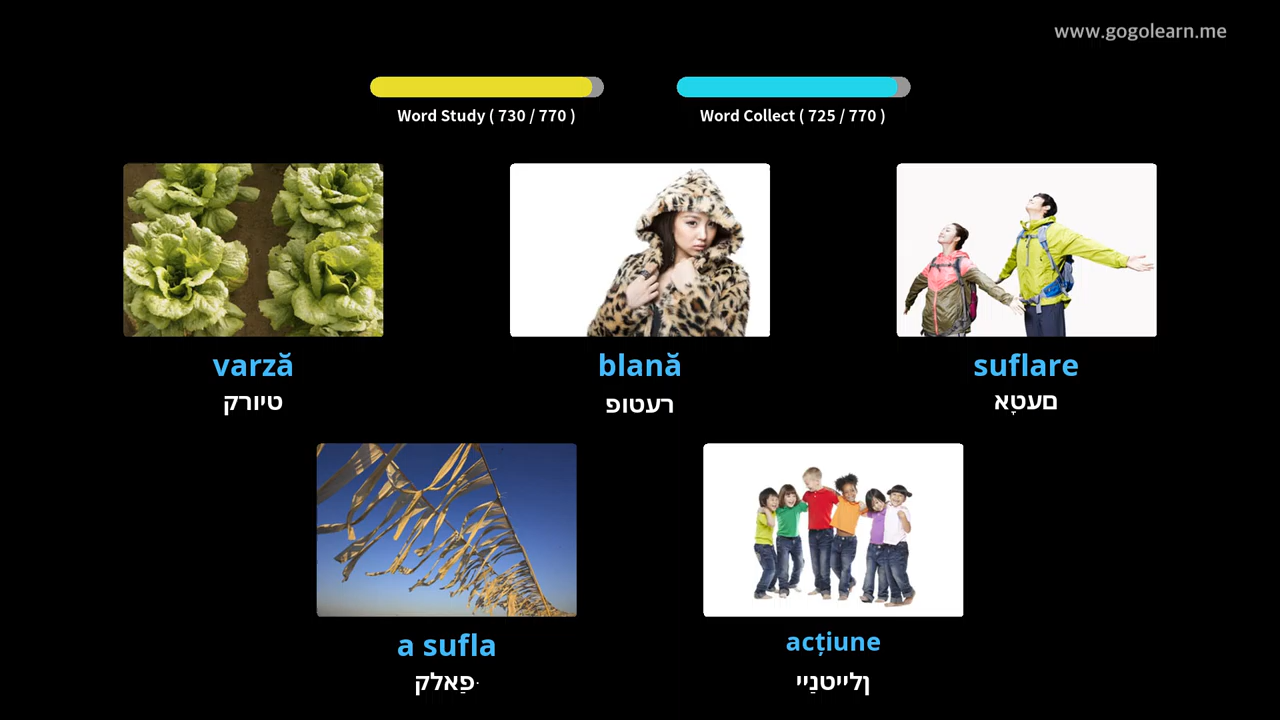 www.gogolearn.me
Word Study ( 730 / 770 )
Word Collect ( 725 / 770 )
varză
טיורק
blană
רעטופ
suflare
םעטָא
a sufla
ּפַאלק
acțiune
ןלייטנַיי